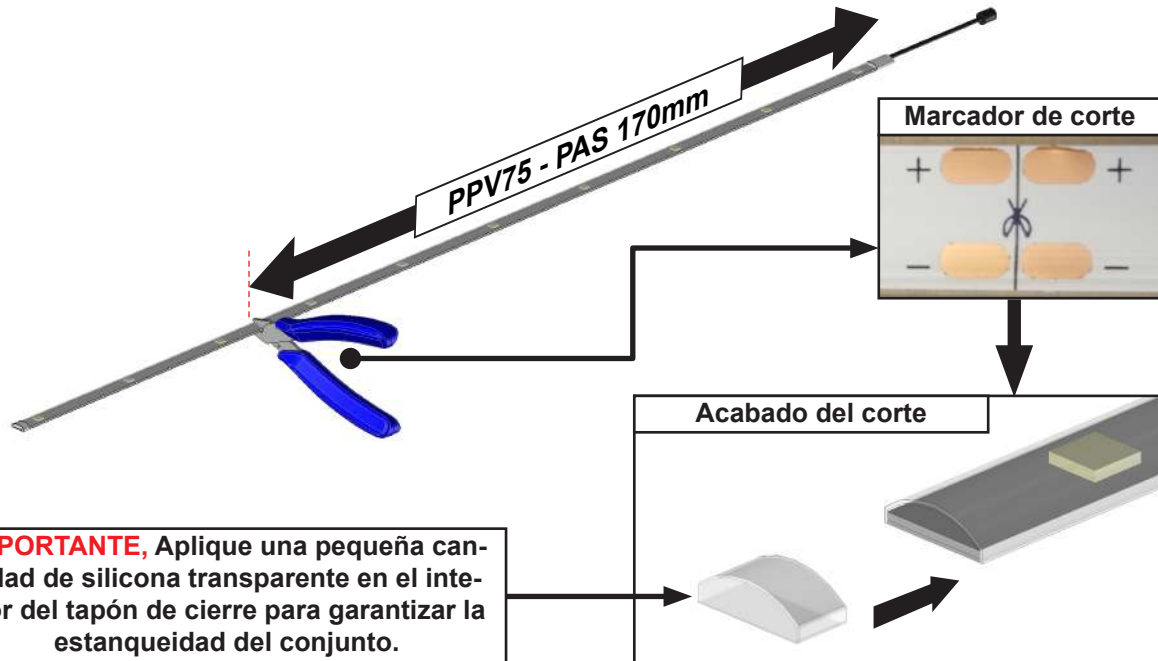 PPV75 - PAS 170mm
Marcador de corte
+ +
− −
Acabado del corte
PORTANTE, Aplique una pequeña can-
dad de silicona transparente en el inte-
or del tapón de cierre para garantizar la
estanqueidad del conjunto.